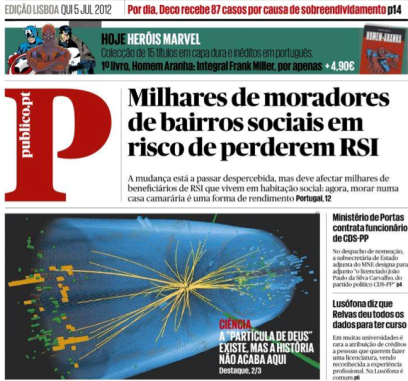 EDIÇÃO LISBOA QUI 5 JUL 2012
Por dia, Deco recebe 87 casos por causa de sobreendividamento p14
HOJE HERÓIS MARVEL
Colecção de 15 títulos em capa dura e inéditos em português
1º livro, Homem Aranha: Integral Frank Miller, por apenas + 4,90€
P
publico.pt
Milhares de moradores
de bairros sociais em
risco de perderem RSI
A mudança está a passar despercebida, mas deve afectar milhares de
beneficiários de RSI que vivem em habitação social: agora, morar numa
casa camarária é uma forma de rendimento Portugal, 12
CIÊNCIA
A "PARTÍCULA DE DEUS"
EXISTE, MAS A HISTÓRIA
NÃO ACABA AQUI
Destaque, 2/3
Ministério de Portas
contrata funcionário
de CDS-PP
No despacho de nomeação,
a subsecretária de Estado
adjunta do MNE designa para
adjunto "o licenciado João
Paulo da Silva Carvalho, do
partido político CDS-PP" p4
Lusófona diz que
Relvas deu todos os
dados para ter curso
Em muitas universidades é
rara a atribuição de créditos
a pessoas que querem fazer
uma licenciatura, vendo
reconhecida a experiência
profissional. Na Lusófona é
comum p6